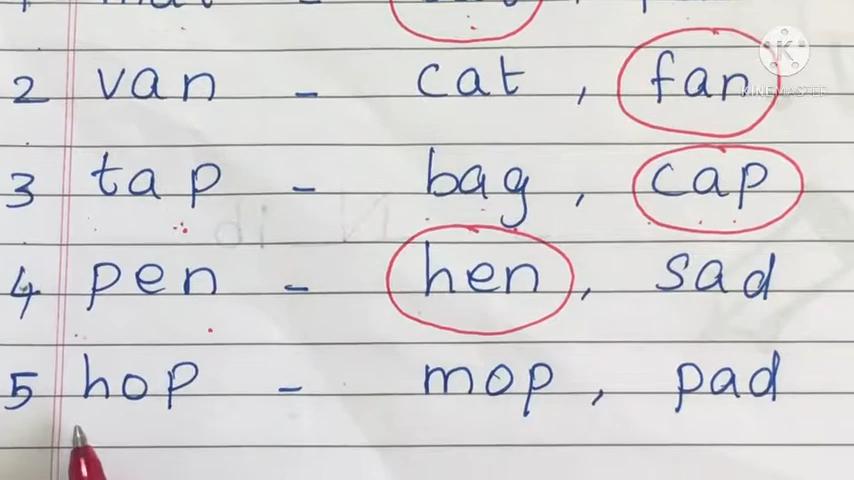 2 van - cat , fan
KINEMASTER
3 tap - bag , cap
4 pen - hen , sad
5 hop - mop , pad